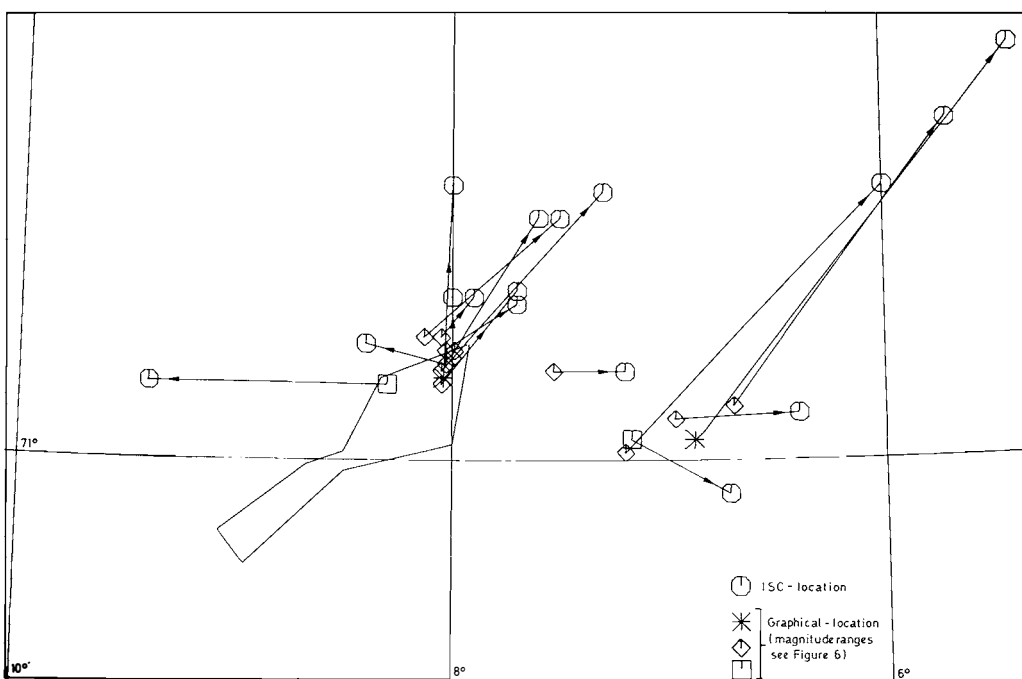 71°
ISC - location
Graphical - location
(magnitude ranges
see Figure 6)
10°
8°
6°